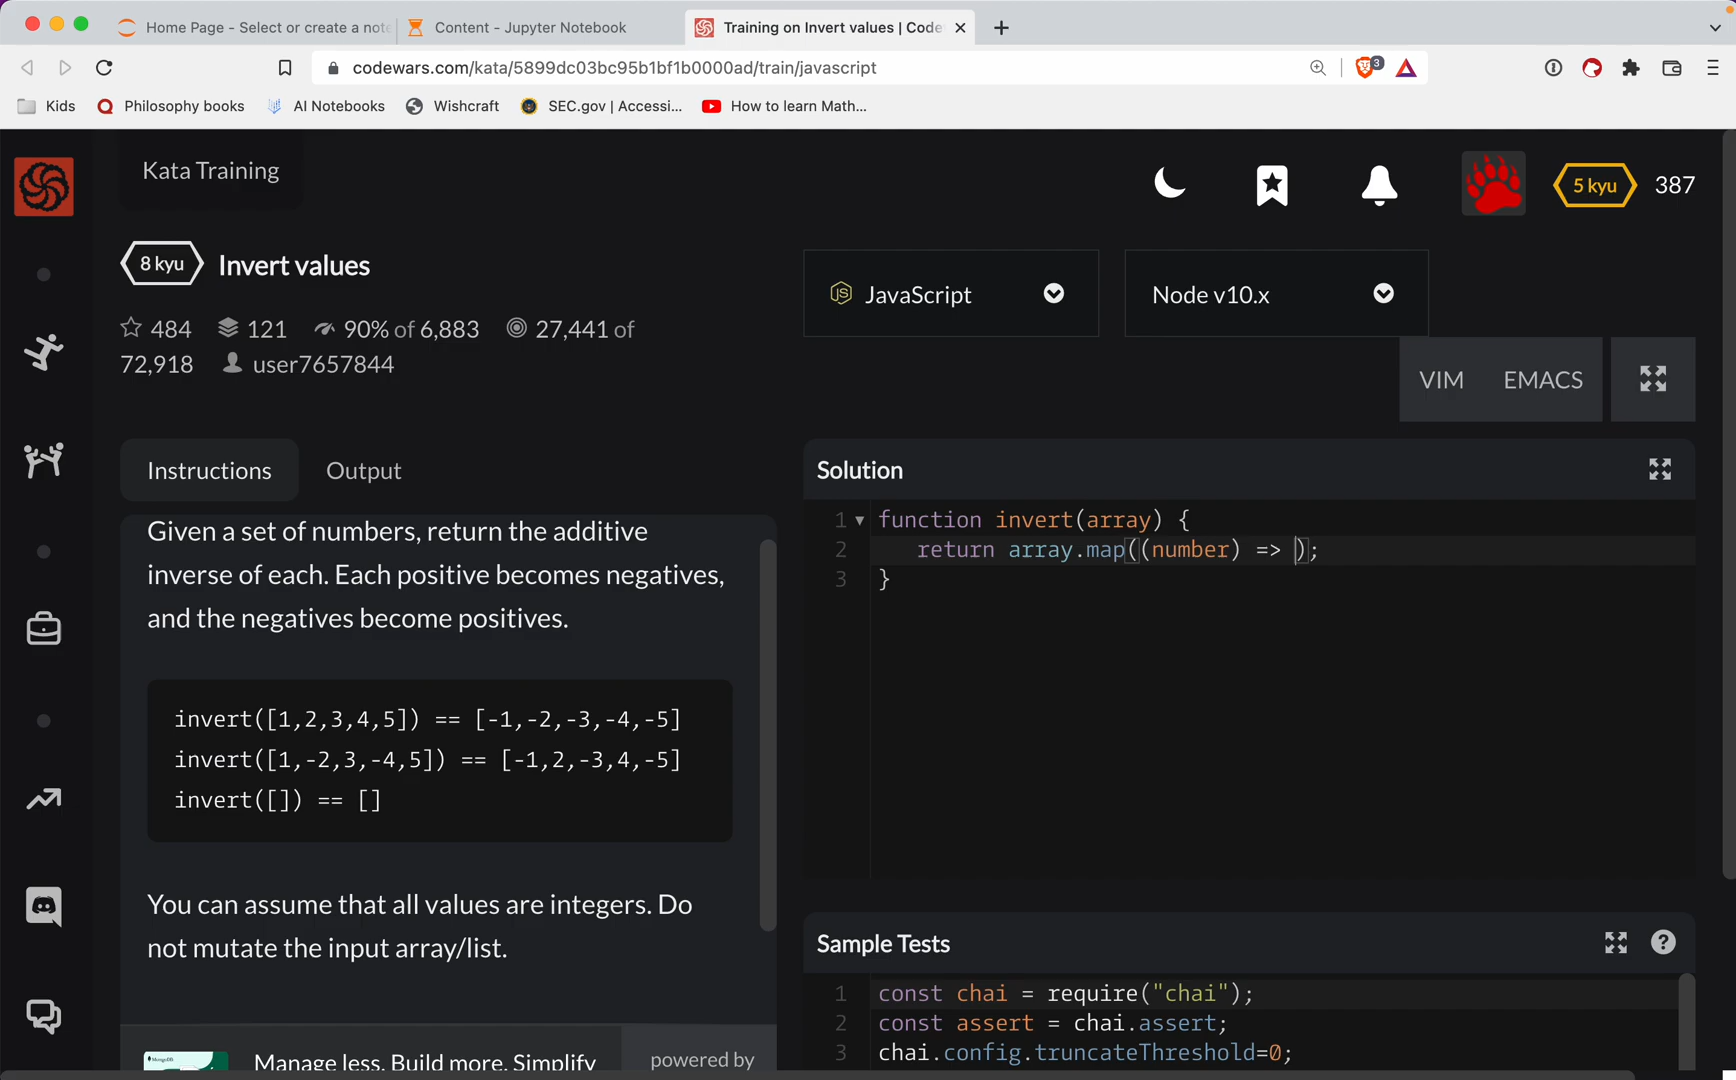 Home Page - Select or create a note
Content - Jupyter Notebook
Training on Invert values | Code
codewars.com/kata/5899dc03bc95b1bf1b0000ad/train/javascript
3
Kids
Philosophy books
AI Notebooks
Wishcraft
SEC.gov | Accessi...
How to learn Math...
Kata Training
5 kyu
387
8 kyu
Invert values
484 121 90% of 6,883 27,441 of
72,918 user7657844
JS JavaScript
Node v10.x
VIM
EMACS
Instructions
Output
Given a set of numbers, return the additive
inverse of each. Each positive becomes negatives,
and the negatives become positives.
invert([1,2,3,4,5]) == [-1,-2,-3,-4,-5]
invert([1,-2,3,-4,5]) == [-1,2,-3,4,-5]
invert([]) == []
You can assume that all values are integers. Do
not mutate the input array/list.
Manage less. Build more. Simplify
powered by
Solution
1 function invert(array) {
2 return array.map((number) => );
3 }
Sample Tests
?
1 const chai = require("chai");
2 const assert = chai.assert;
3 chai.config.truncateThreshold=0;